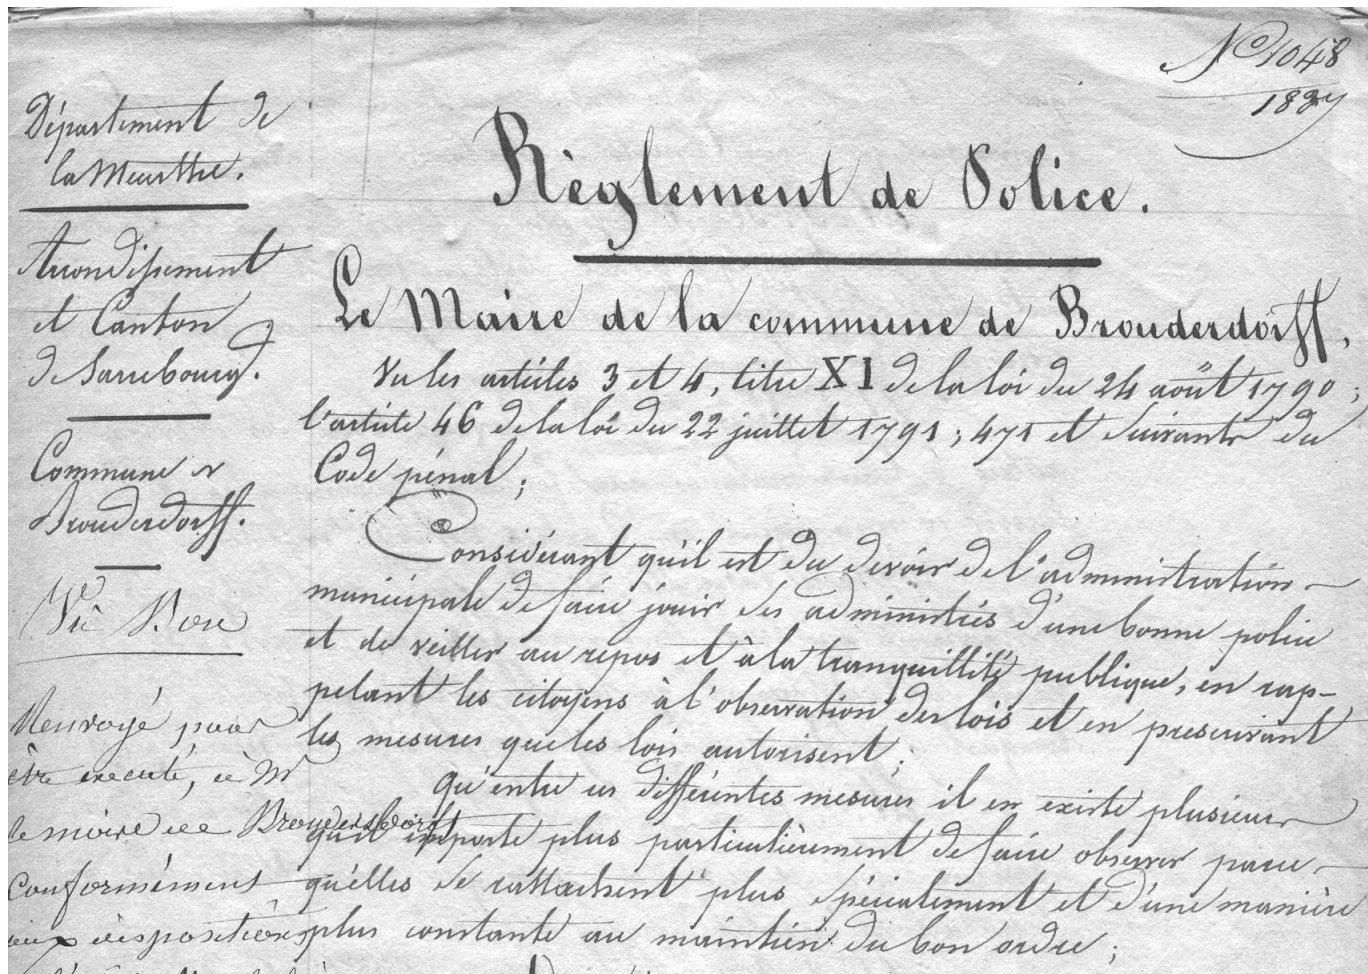 No 1048
Département de
la Meurthe.
Arrondissement
et Canton
de Sarrebourg.
Commune de
Brouderdorff.
Vu Bon
Renvoyé pour
être exécuté, à Mr
le maire de Brouderdorff
conformément
aux dispositions
Règlement de Police.
Le Maire de la commune de Brouderdorff,
Vu les articles 3 et 4, titre XI de la loi du 24 août 1790 ;
l'article 46 de la loi du 22 juillet 1791 ; 471 et suivants du
Code pénal ;
Considérant qu'il est du devoir de l'administration
municipale de faire jouir ses administrés d'une bonne police
et de veiller au repos et à la tranquillité publique, en rap-
pelant les citoyens à l'observation des lois et en prescrivant
les mesures que les lois autorisent ;
qu'entre ces différentes mesures il en existe plusieurs
qu'il importe plus particulièrement de faire observer parce
qu'elles se rattachent plus spécialement et d'une manière
plus constante au maintien du bon ordre ;